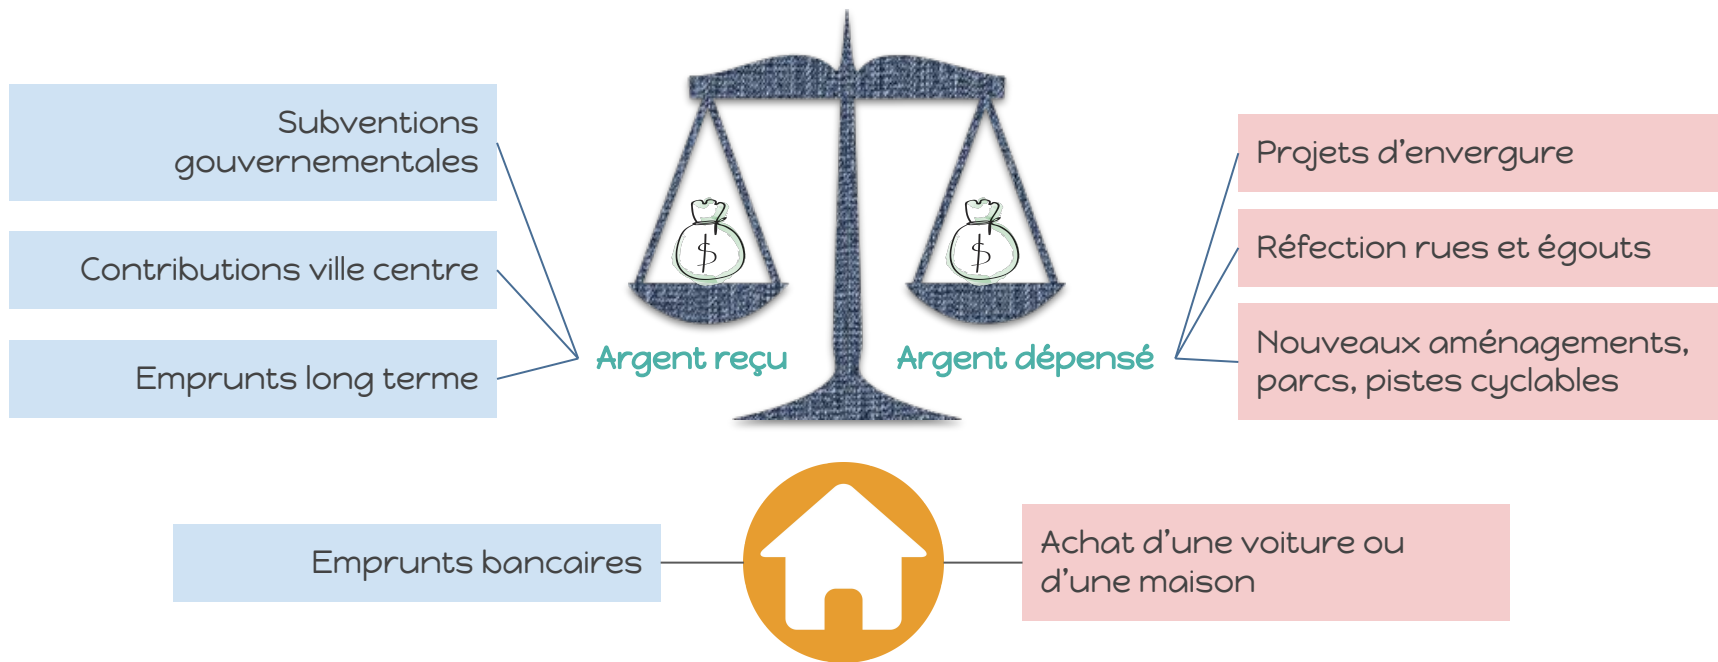 Subventions
gouvernementales
Contributions ville centre
Emprunts long terme
$
Argent reçu
$
Argent dépensé
Projets d'envergure
Réfection rues et égouts
Nouveaux aménagements,
parcs, pistes cyclables
Emprunts bancaires
Achat d'une voiture ou
d'une maison